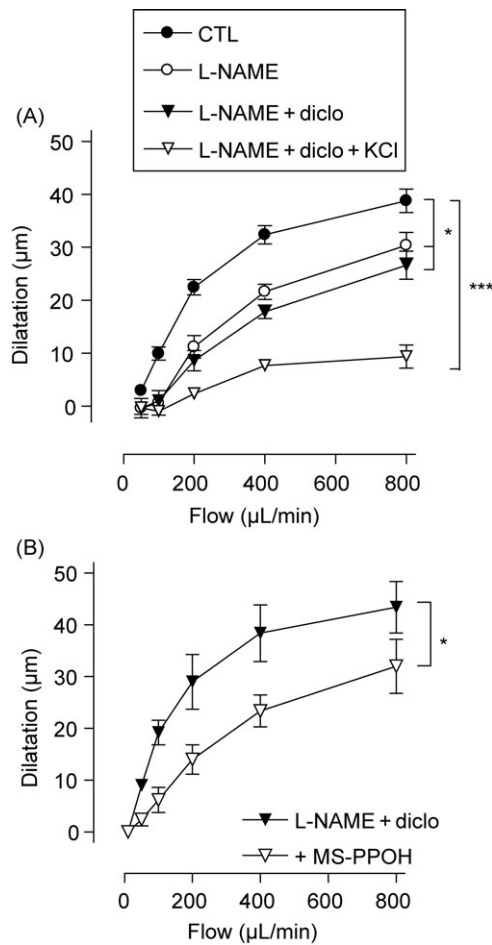 CTL
L-NAME
L-NAME + diclo
L-NAME + diclo + KCl
(A)
50
40
30
20
10
0
Dilatation (µm)
*
***
0 200 400 600 800
Flow (µL/min)
(B)
50
40
30
20
10
0
Dilatation (µm)
*
L-NAME + diclo
+ MS-PPOH
0 200 400 600 800
Flow (µL/min)